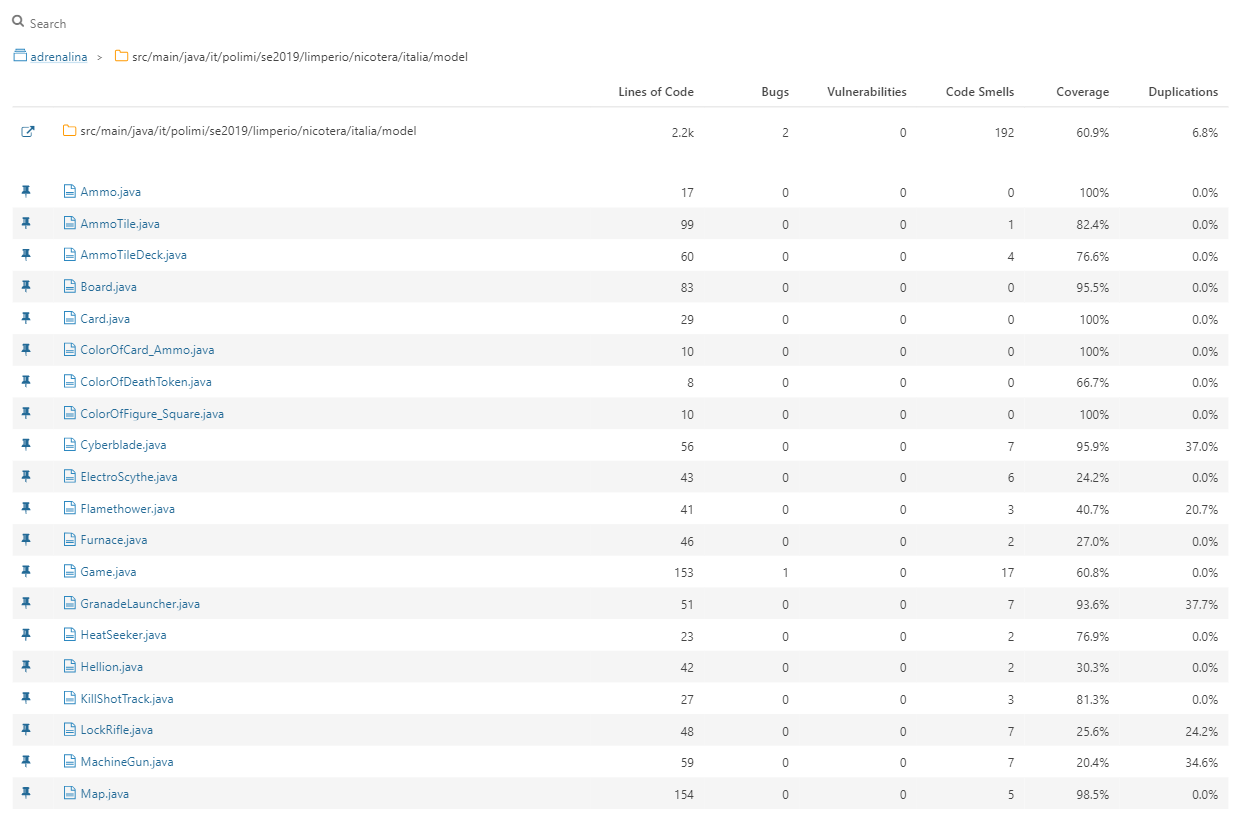 Search
adrenalina > src/main/java/it/polimi/se2019/limperio/nicotera/italia/model
Lines of Code Bugs Vulnerabilities Code Smells Coverage Duplications
src/main/java/it/polimi/se2019/limperio/nicotera/italia/model 2.2k 2 0 192 60.9% 6.8%
Ammo.java 17 0 0 0 100% 0.0%
AmmoTile.java 99 0 0 1 82.4% 0.0%
AmmoTileDeck.java 60 0 0 4 76.6% 0.0%
Board.java 83 0 0 0 95.5% 0.0%
Card.java 29 0 0 0 100% 0.0%
ColorOfCard_Ammo.java 10 0 0 0 100% 0.0%
ColorOfDeathToken.java 8 0 0 0 66.7% 0.0%
ColorOfFigure_Square.java 10 0 0 0 100% 0.0%
Cyberblade.java 56 0 0 7 95.9% 37.0%
ElectroScythe.java 43 0 0 6 24.2% 0.0%
Flamethower.java 41 0 0 3 40.7% 20.7%
Furnace.java 46 0 0 2 27.0% 0.0%
Game.java 153 1 0 17 60.8% 0.0%
GranadeLauncher.java 51 0 0 7 93.6% 37.7%
HeatSeeker.java 23 0 0 2 76.9% 0.0%
Hellion.java 42 0 0 2 30.3% 0.0%
KillShotTrack.java 27 0 0 3 81.3% 0.0%
LockRifle.java 48 0 0 7 25.6% 24.2%
MachineGun.java 59 0 0 7 20.4% 34.6%
Map.java 154 0 0 5 98.5% 0.0%